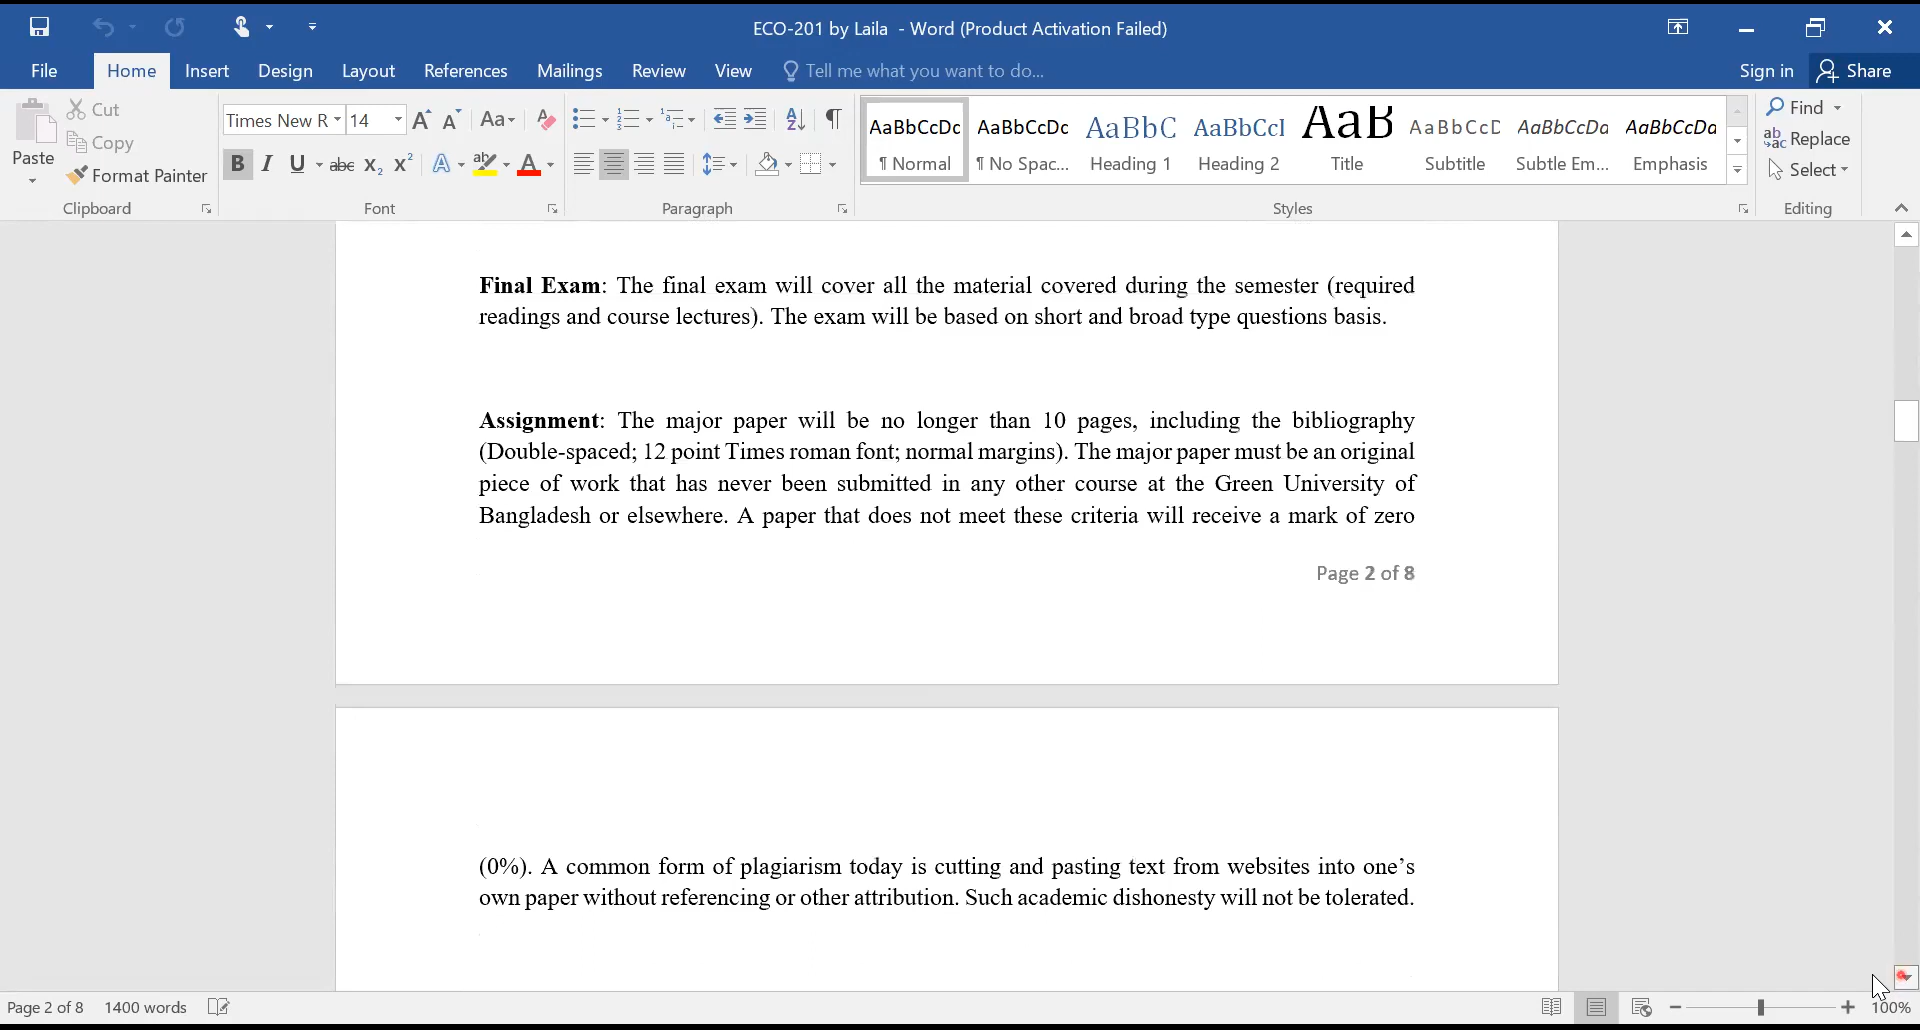 ECO-201 by Laila - Word (Product Activation Failed)
File Home Insert Design Layout References Mailings Review View Tell me what you want to do... Sign in Share
Paste
Cut
Copy
Format Painter
Clipboard
Times New R 14
Aa
B I U abc X₂ X² A ab A
Font
Paragraph
AaBbCcDc AaBbCcDc AaBbC AaBbCcI AaB AaBbCcD AaBbCcDa AaBbCcDa
¶ Normal ¶ No Spac... Heading 1 Heading 2 Title Subtitle Subtle Em... Emphasis
Styles
Find
Replace
Select
Editing
Final Exam: The final exam will cover all the material covered during the semester (required
readings and course lectures). The exam will be based on short and broad type questions basis.
Assignment: The major paper will be no longer than 10 pages, including the bibliography
(Double-spaced; 12 point Times roman font; normal margins). The major paper must be an original
piece of work that has never been submitted in any other course at the Green University of
Bangladesh or elsewhere. A paper that does not meet these criteria will receive a mark of zero
Page 2 of 8
(0%). A common form of plagiarism today is cutting and pasting text from websites into one’s
own paper without referencing or other attribution. Such academic dishonesty will not be tolerated.
Page 2 of 8 1400 words 100%